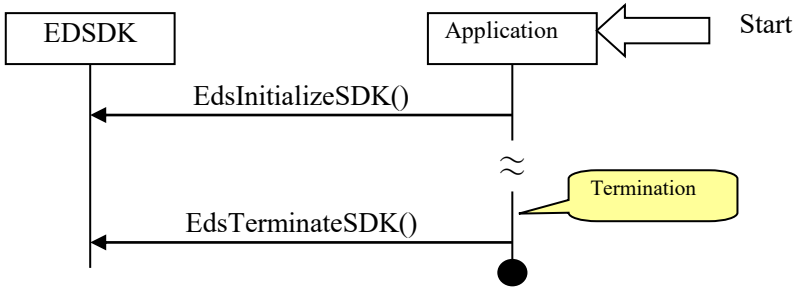 EDSDK
Application
Start
EdsInitializeSDK()
Termination
EdsTerminateSDK()